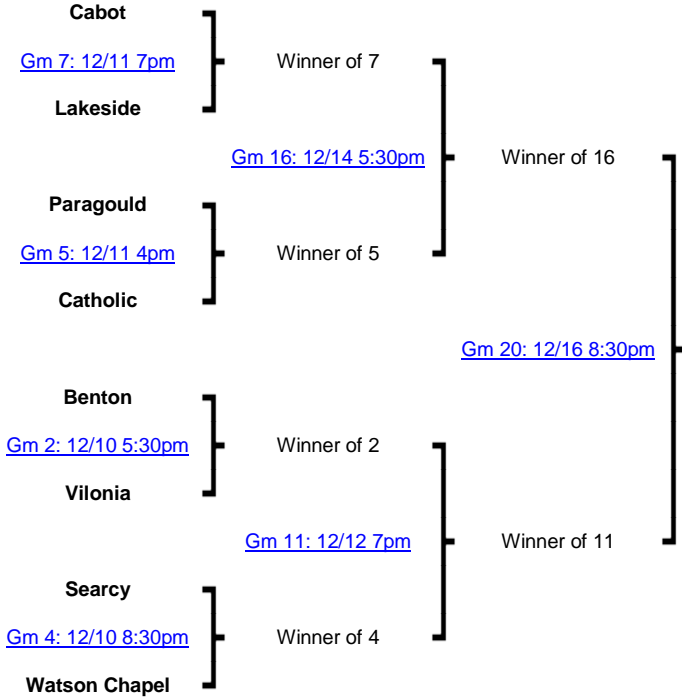 Cabot
Gm 7: 12/11 7pm
Winner of 7
Lakeside
Gm 16: 12/14 5:30pm
Winner of 16
Paragould
Gm 5: 12/11 4pm
Winner of 5
Catholic
Gm 20: 12/16 8:30pm
Benton
Gm 2: 12/10 5:30pm
Winner of 2
Vilonia
Gm 11: 12/12 7pm
Winner of 11
Searcy
Gm 4: 12/10 8:30pm
Winner of 4
Watson Chapel